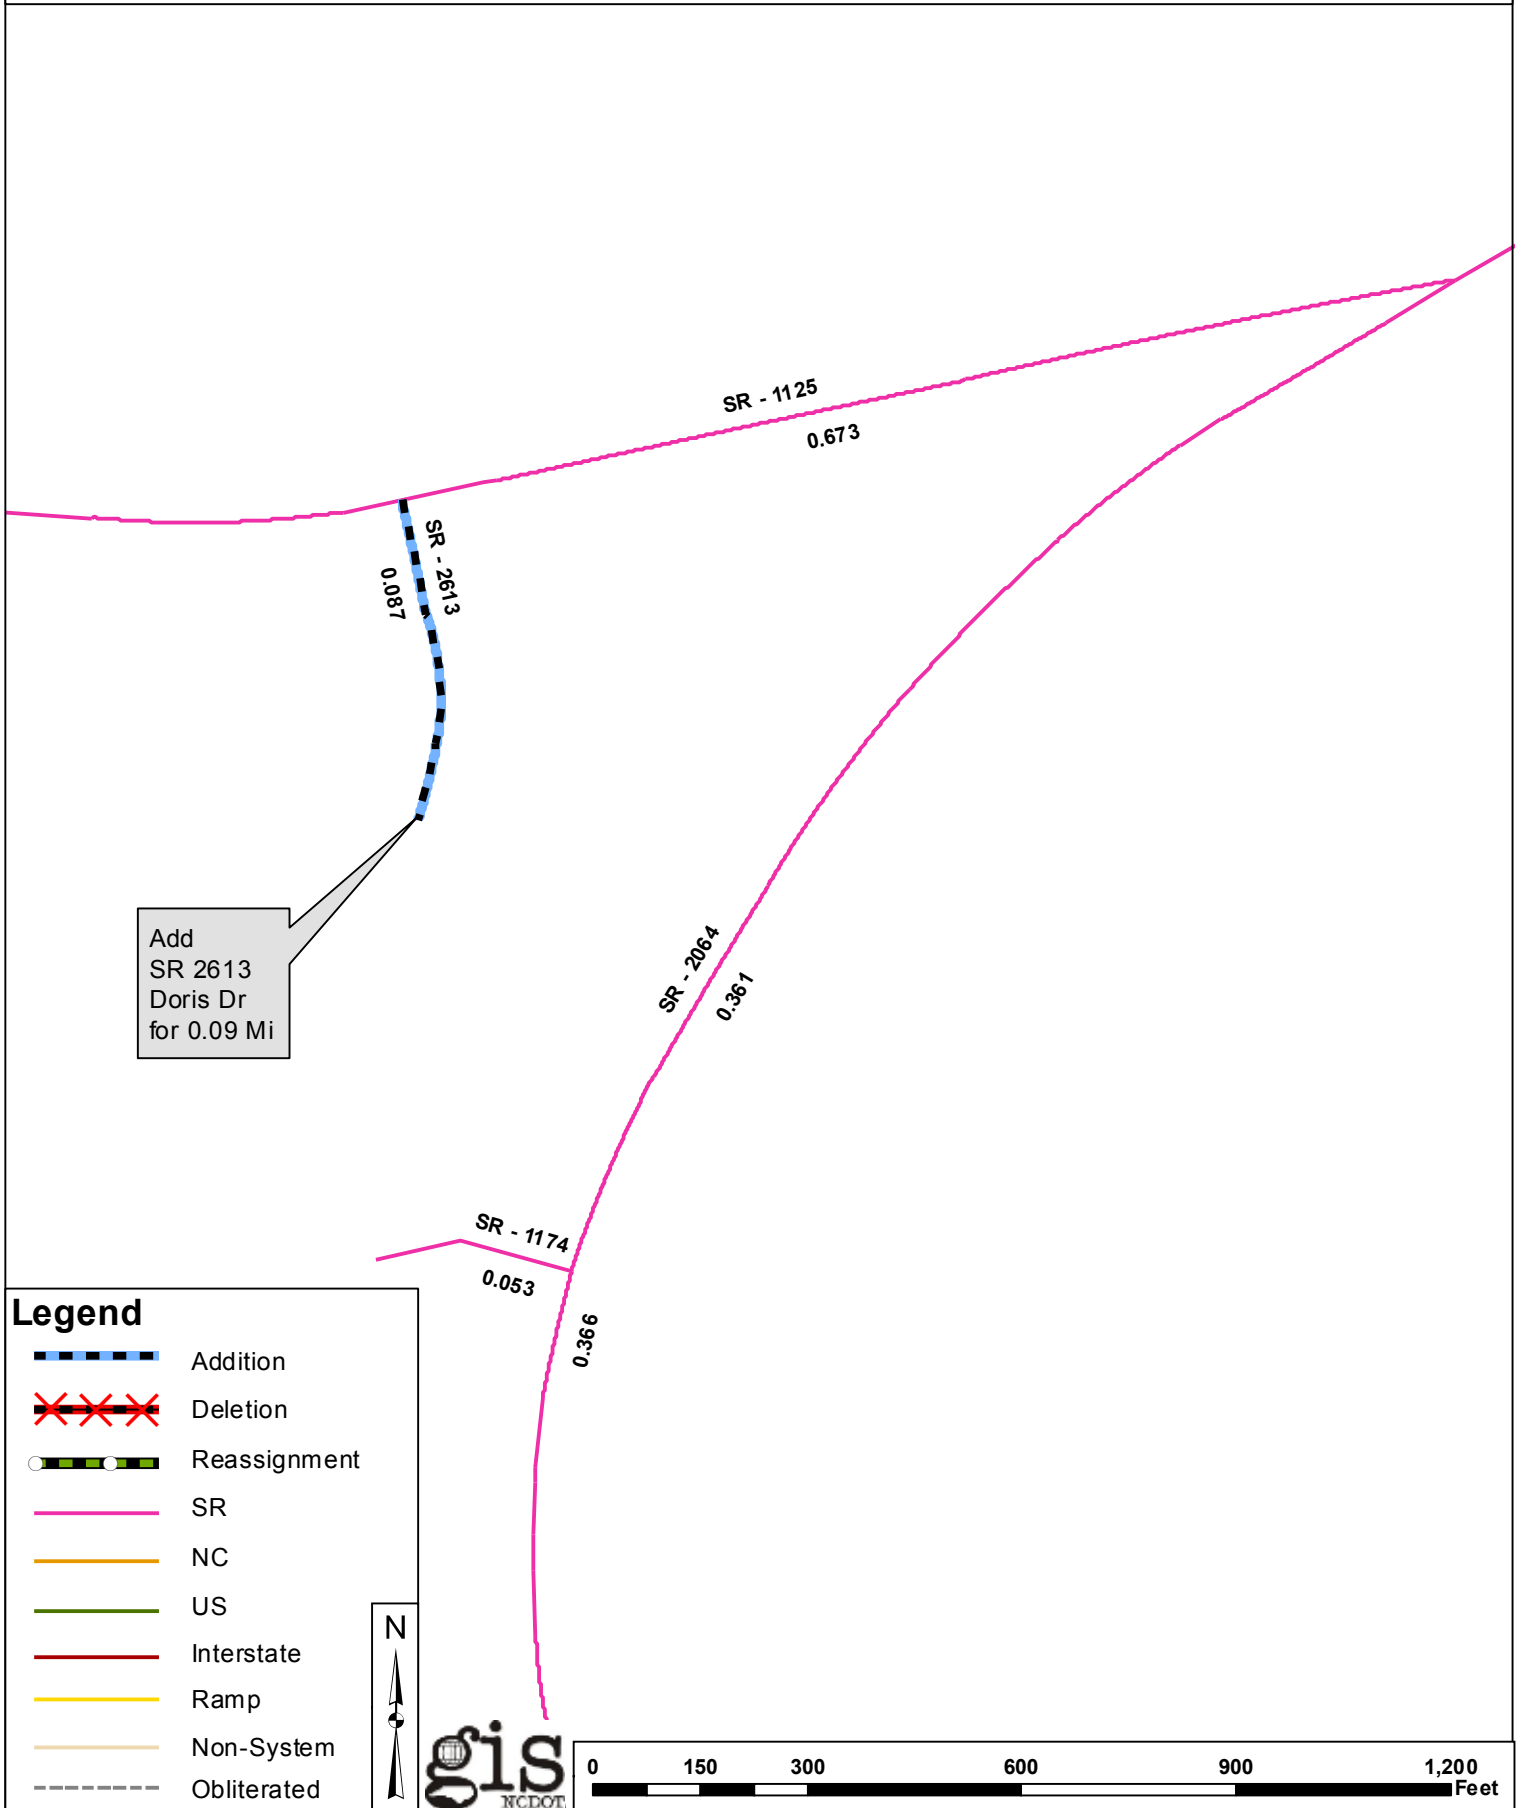 SR - 1125
0.673
SR - 2613
0.087
Add
SR 2613
Doris Dr
for 0.09 Mi
SR - 2064
0.361
SR - 1174
0.053
0.366
Legend
Addition
Deletion
Reassignment
SR
NC
US
Interstate
Ramp
Non-System
Obliterated
N
gis
NCDOT
0 150 300 600 900 1,200
Feet